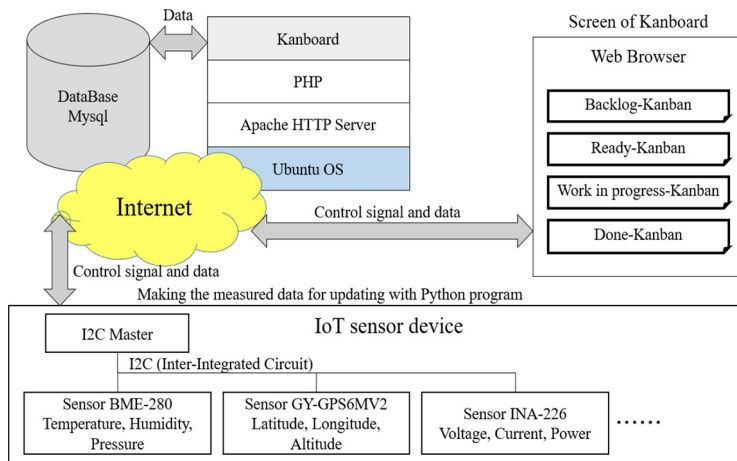 Data
Kanboard
PHP
Apache HTTP Server
Ubuntu OS
DataBase
Mysql
Internet
Screen of Kanboard
Web Browser
Backlog-Kanban
Ready-Kanban
Work in progress-Kanban
Done-Kanban
Control signal and data
Control signal and data
Making the measured data for updating with Python program
IoT sensor device
I2C Master
I2C (Inter-Integrated Circuit)
Sensor BME-280
Temperature, Humidity,
Pressure
Sensor GY-GPS6MV2
Latitude, Longitude,
Altitude
Sensor INA-226
Voltage, Current, Power
······